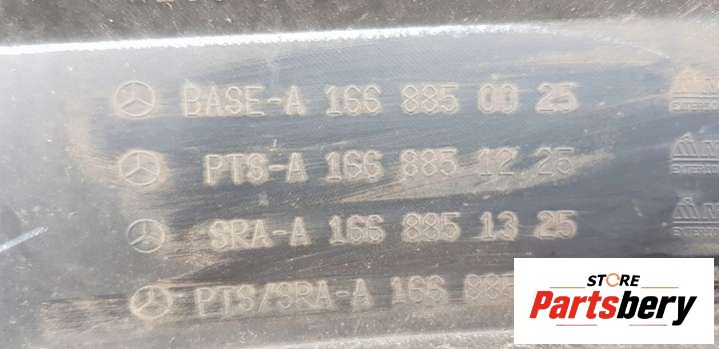 BASE-A 166 885 00 25
PTS-A 166 885 12 25
SRA-A 166 885 13 25
PTS/SRA-A 166 885
STORE
Partsbery